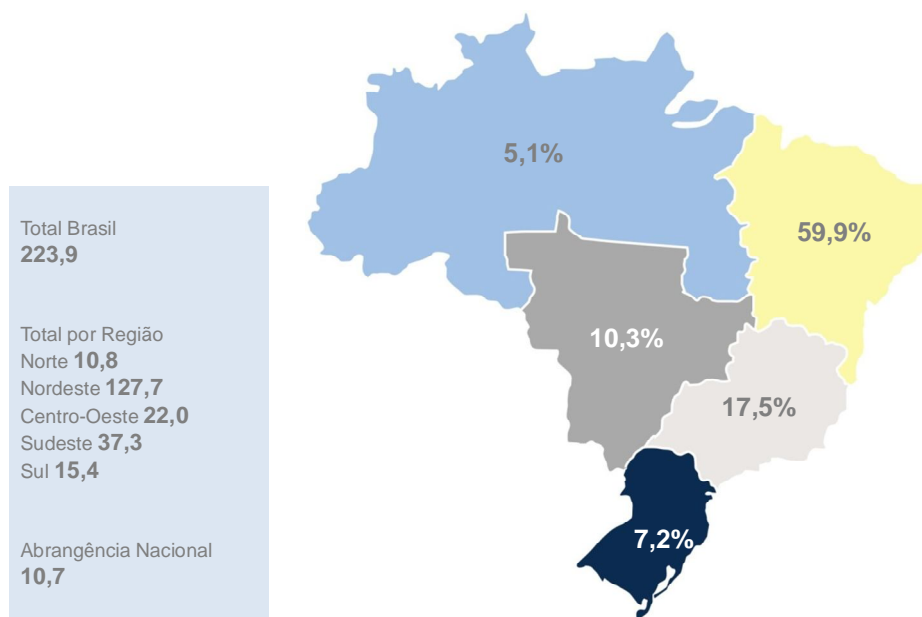 5,1%
59,9%
10,3%
17,5%
7,2%
Total Brasil
223,9
Total por Região
Norte 10,8
Nordeste 127,7
Centro-Oeste 22,0
Sudeste 37,3
Sul 15,4
Abrangência Nacional
10,7